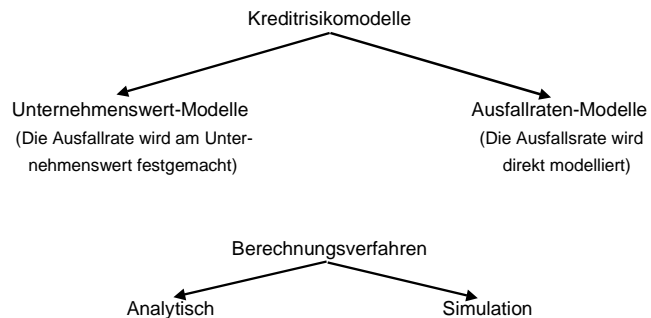 Kreditrisikomodelle
Unternehmenswert-Modelle
(Die Ausfallrate wird am Unter-
nehmenswert festgemacht)
Ausfallraten-Modelle
(Die Ausfallsrate wird
direkt modelliert)
Berechnungsverfahren
Analytisch
Simulation